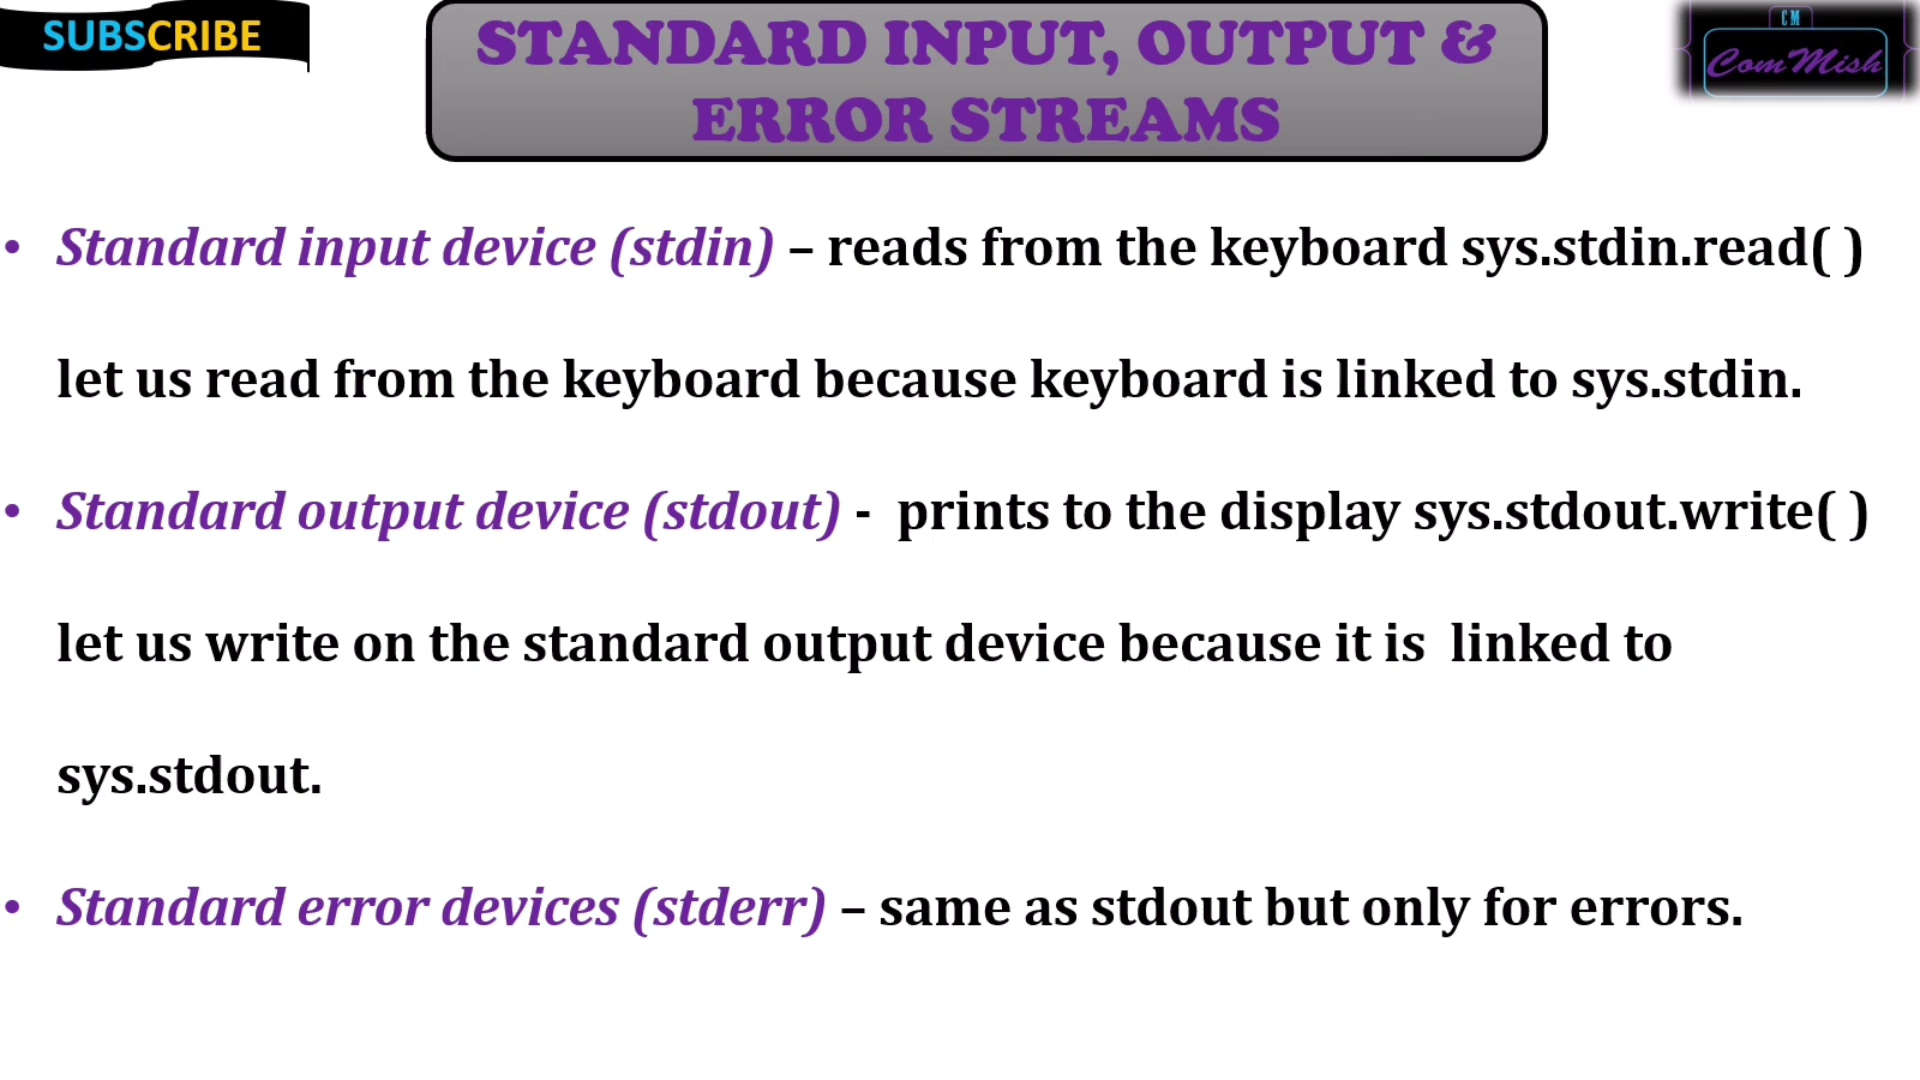 SUBSCRIBE
STANDARD INPUT, OUTPUT &
ERROR STREAMS
CM
ComMish
• Standard input device (stdin) – reads from the keyboard sys.stdin.read( )
let us read from the keyboard because keyboard is linked to sys.stdin.
• Standard output device (stdout) -  prints to the display sys.stdout.write( )
let us write on the standard output device because it is  linked to
sys.stdout.
• Standard error devices (stderr) – same as stdout but only for errors.